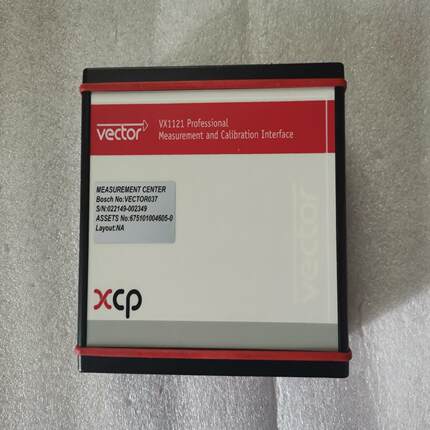 vector
VX1121 Professional
Measurement and Calibration Interface
MEASUREMENT CENTER
Bosch No:VECTOR037
S/N:022149-002349
ASSETS No:675101004605-0
Layout:NA
vector
xcp